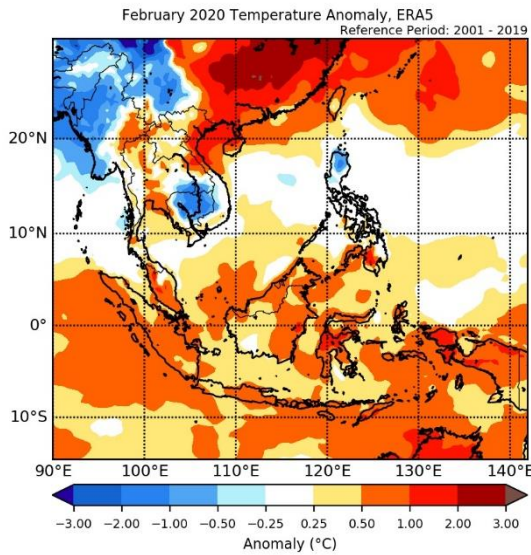 February 2020 Temperature Anomaly, ERA5
Reference Period: 2001 - 2019
20°N
10°N
0°
10°S
90°E 100°E 110°E 120°E 130°E 140°E
−3.00 −2.00 −1.00 −0.50 −0.25 0.25 0.50 1.00 2.00 3.00
Anomaly (°C)